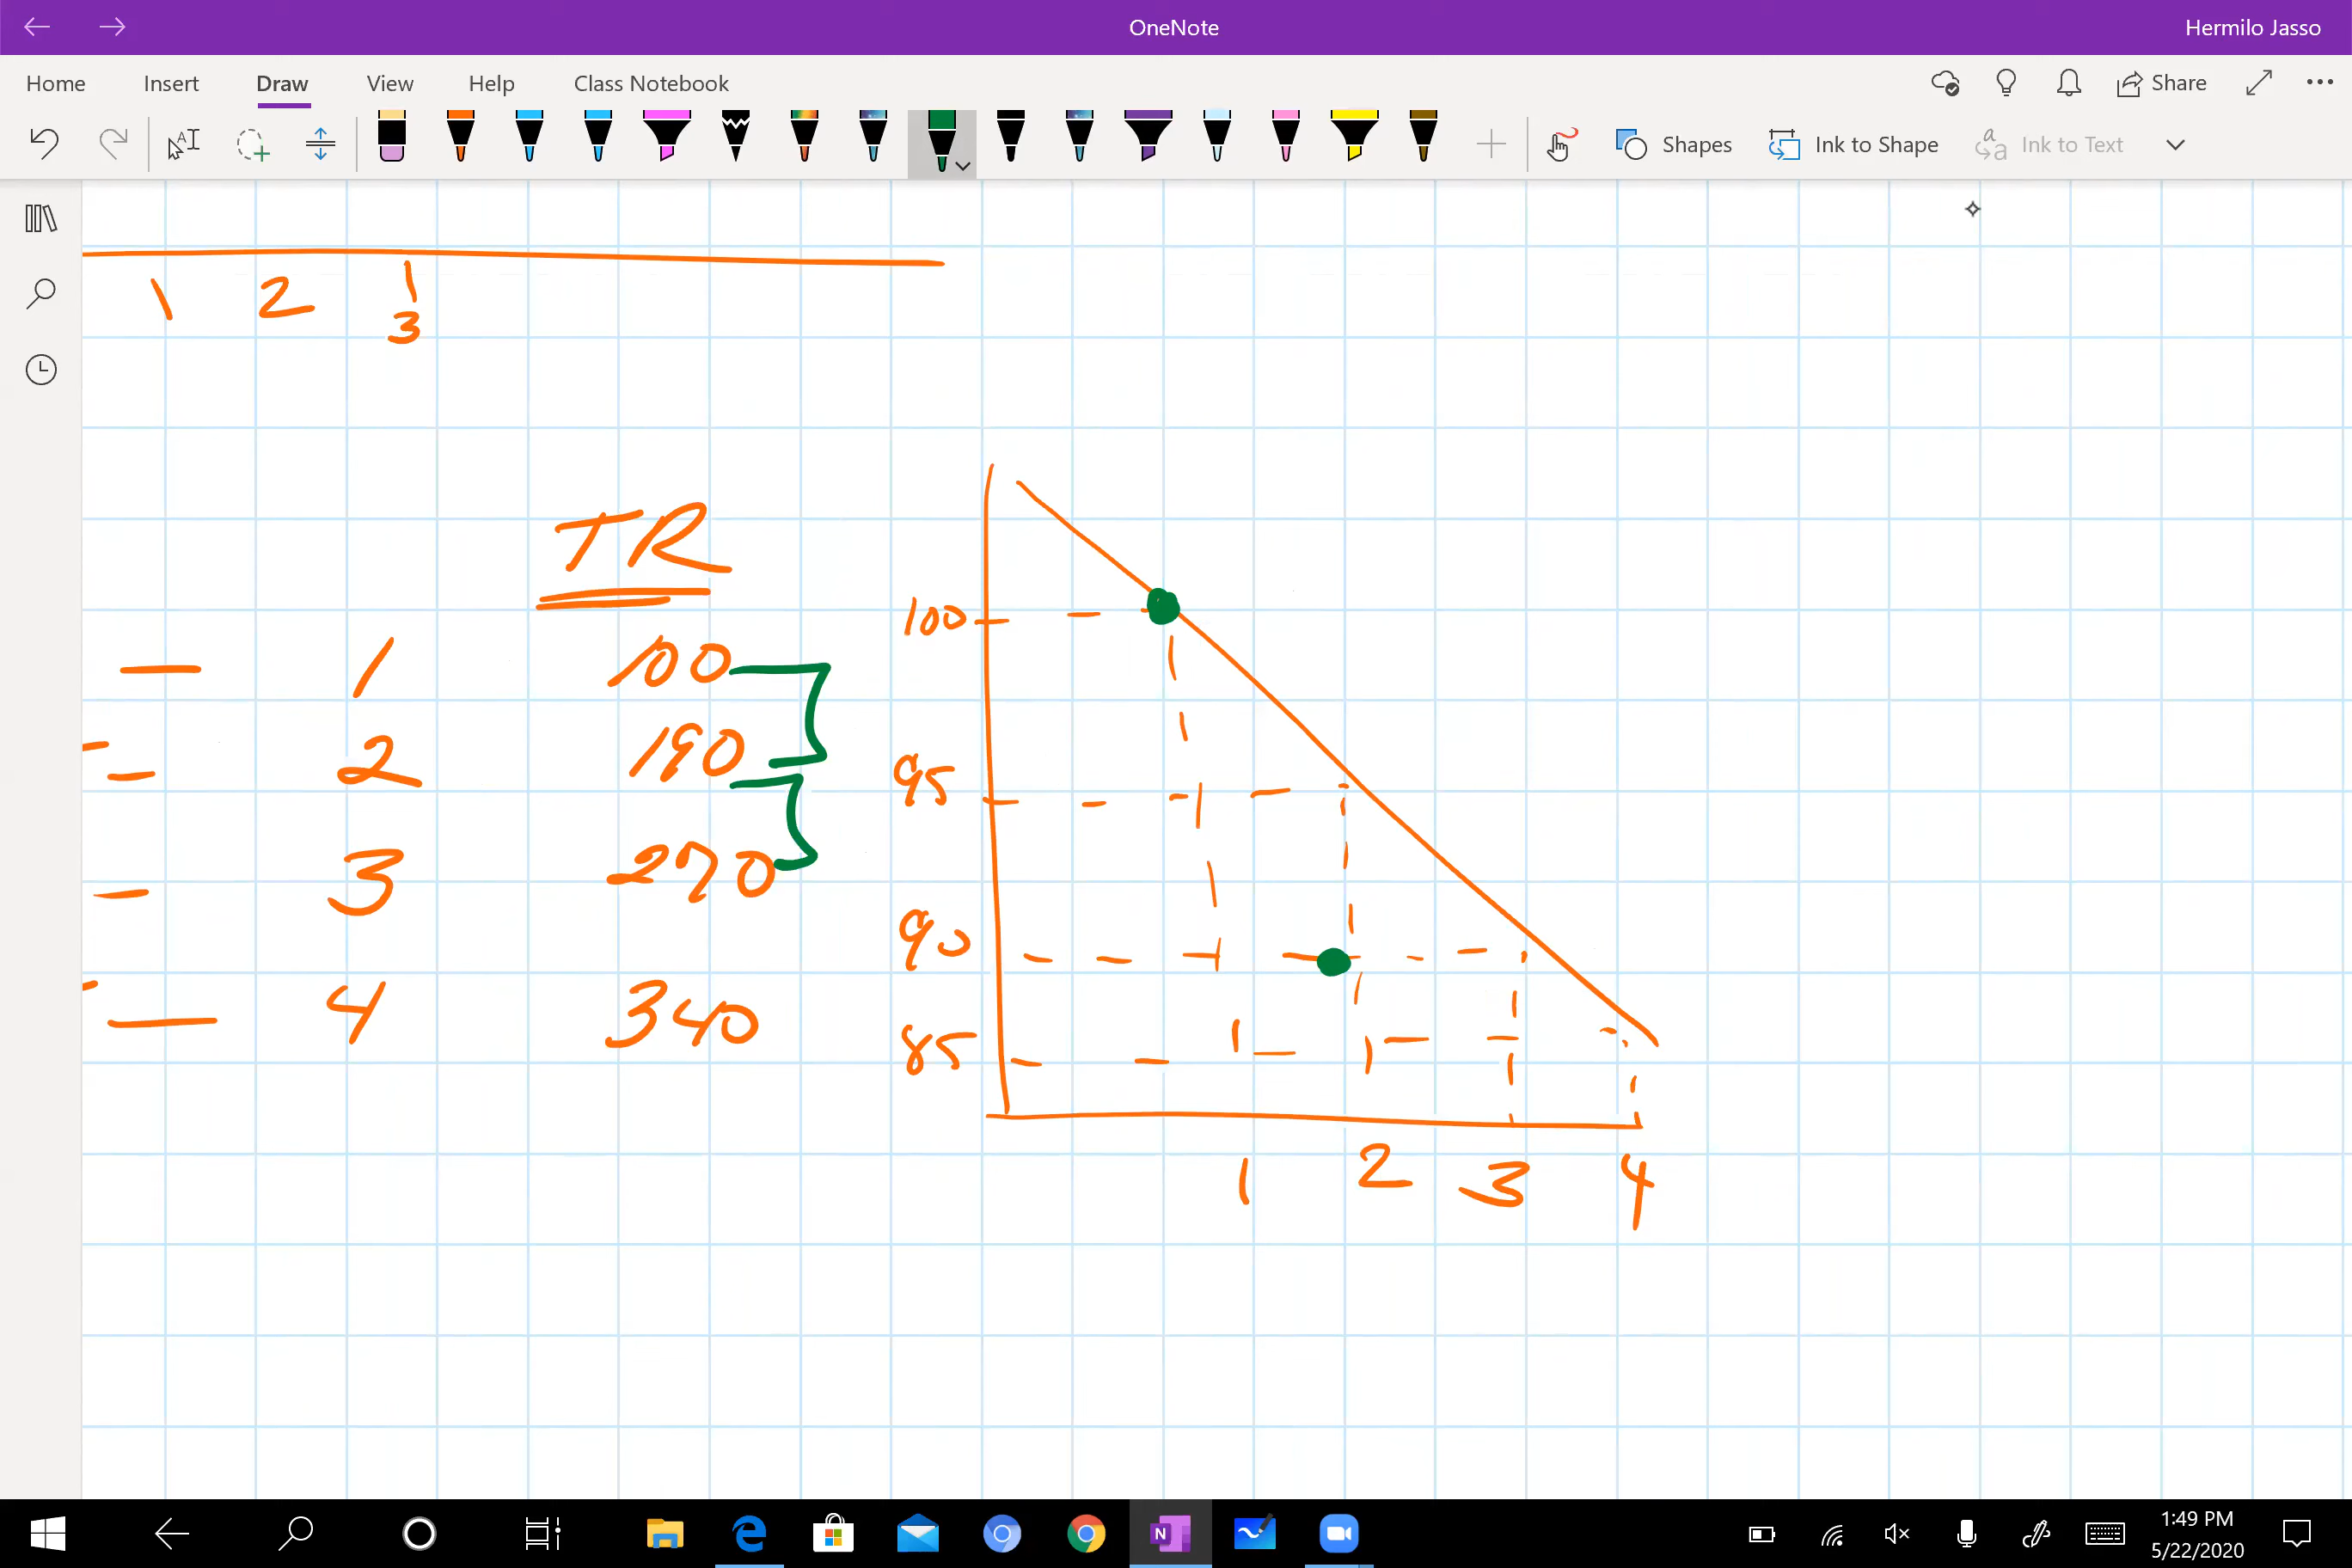 OneNote
Hermilo Jasso
Home Insert Draw View Help Class Notebook
Share
Shapes Ink to Shape Ink to Text
1 2 3
TR
1 100
2 190
3 270
4 340
100
95
90
85
1 2 3 4
1:49 PM
5/22/2020